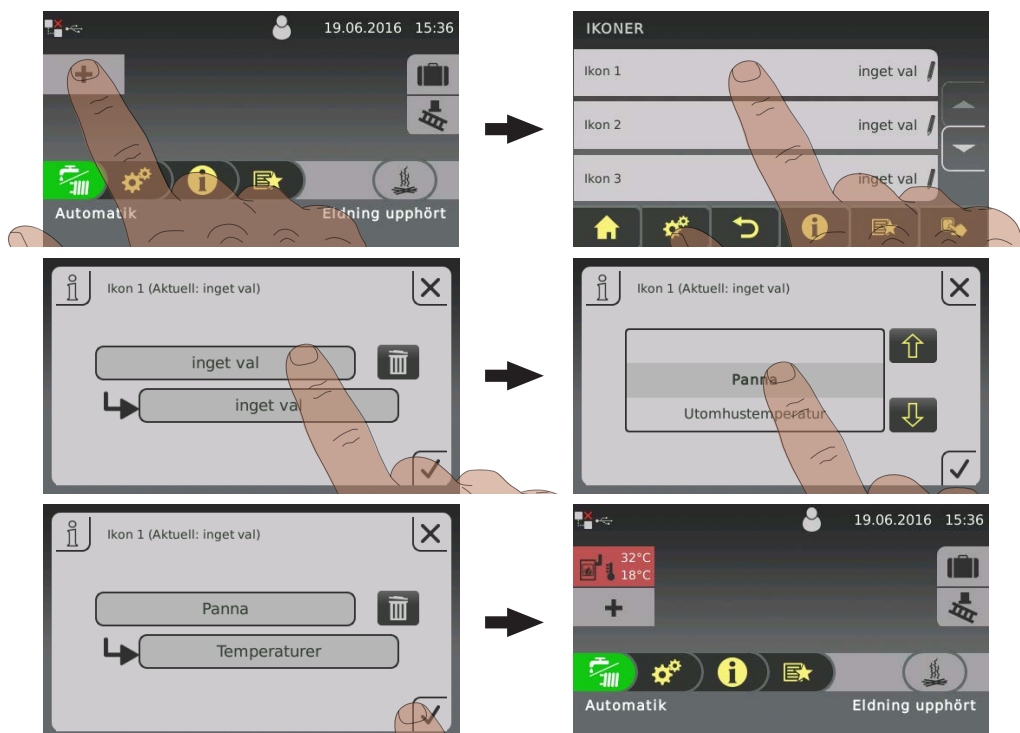 19.06.2016 15:36
Automatik
Eldning upphört
IKONER
Ikon 1 inget val
Ikon 2 inget val
Ikon 3 inget val
Ikon 1 (Aktuell: inget val)
inget val
inget val
Ikon 1 (Aktuell: inget val)
Panna
Utomhustemperatur
Ikon 1 (Aktuell: inget val)
Panna
Temperaturer
19.06.2016 15:36
32°C
18°C
Automatik
Eldning upphört